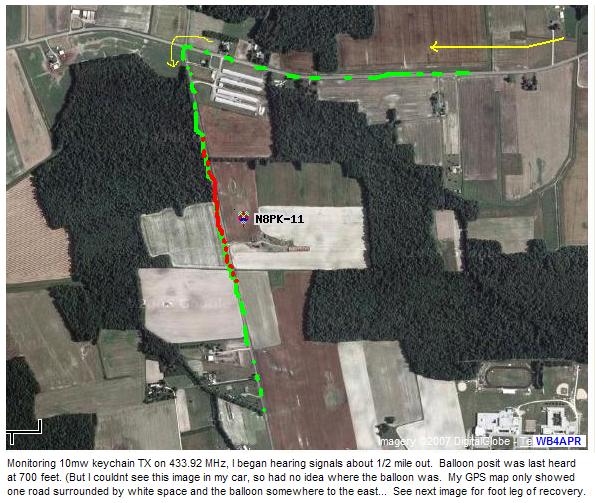 N8PK-11
Imagery ©2007 DigitalGlobe - Te
WB4APR
Monitoring 10mw keychain TX on 433.92 MHz, I began hearing signals about 1/2 mile out.  Balloon posit was last heard
at 700 feet. (But I couldnt see this image in my car, so had no idea where the balloon was.  My GPS map only showed
one road surrounded by white space and the balloon somewhere to the east...  See next image for foot leg of recovery.